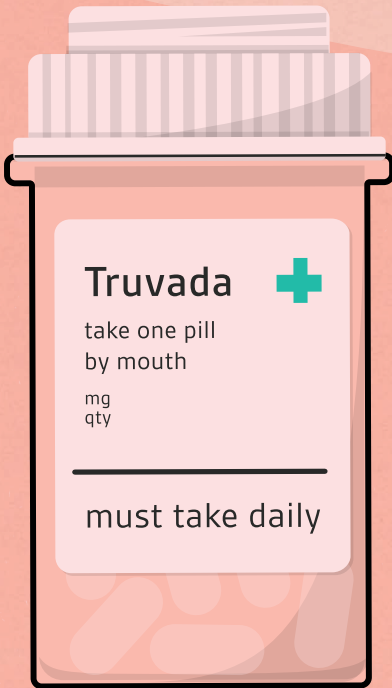 Truvada
take one pill
by mouth
mg
qty
must take daily